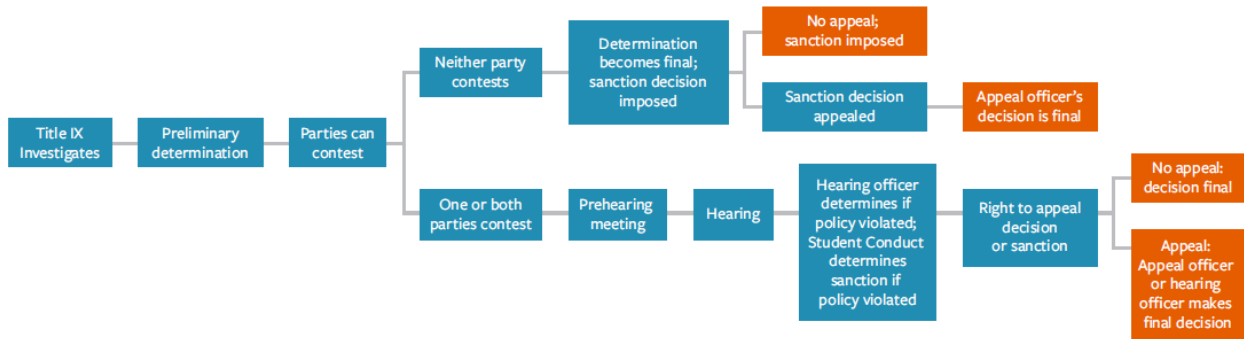 Title IX
Investigates
Preliminary
determination
Parties can
contest
Neither party
contests
Determination
becomes final;
sanction decision
imposed
No appeal;
sanction imposed
Sanction decision
appealed
Appeal officer's
decision is final
One or both
parties contest
Prehearing
meeting
Hearing
Hearing officer
determines if
policy violated;
Student Conduct
determines
sanction if
policy violated
Right to appeal
decision
or sanction
No appeal:
decision final
Appeal:
Appeal officer
or hearing
officer makes
final decision